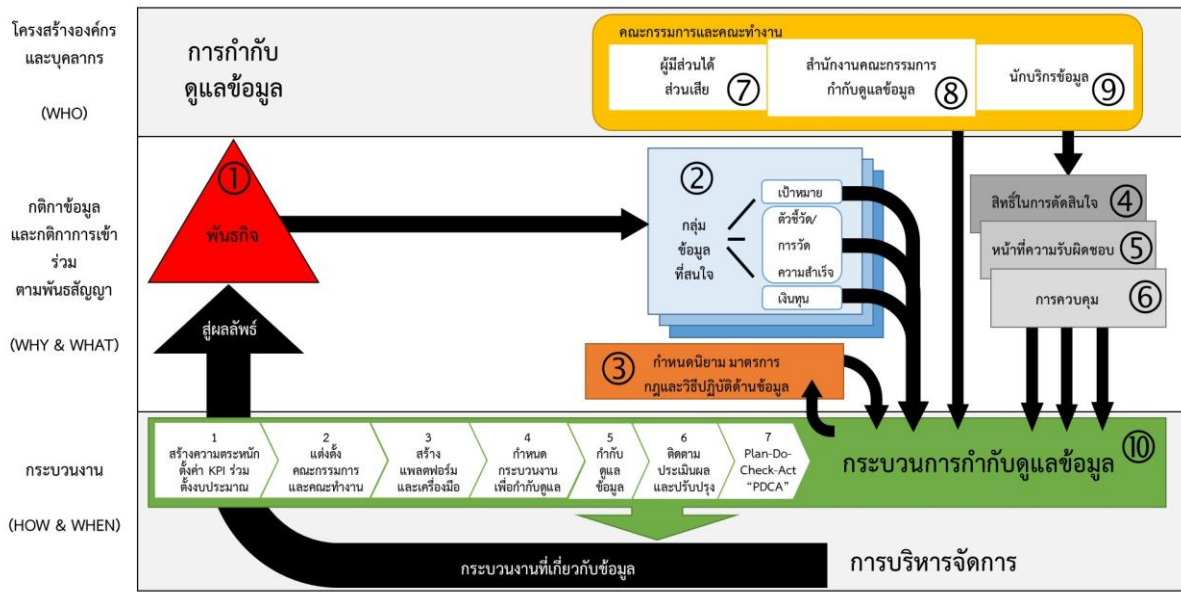 โครงสร้างองค์กร
และบุคลากร
(WHO)
การกำกับ
ดูแลข้อมูล
คณะกรรมการและคณะทำงาน
ผู้มีส่วนได้
ส่วนเสีย
⑦
สำนักงานคณะกรรมการ
กำกับดูแลข้อมูล
⑧
นักบริกรข้อมูล
⑨
กติกาข้อมูล
และกติกาการเข้า
ร่วม
ตามพันธสัญญา
(WHY & WHAT)
①
พันธกิจ
②
กลุ่ม
ข้อมูล
ที่สนใจ
เป้าหมาย
ตัวชี้วัด/
การวัด
ความสำเร็จ
เงินทุน
สิทธิ์ในการตัดสินใจ ④
หน้าที่ความรับผิดชอบ ⑤
การควบคุม ⑥
สู่ผลลัพธ์
③
กำหนดนิยาม มาตรการ
กฎและวิธีปฏิบัติด้านข้อมูล
กระบวนงาน
(HOW & WHEN)
1
สร้างความตระหนัก
ตั้งค่า KPI ร่วม
ตั้งงบประมาณ
2
แต่งตั้ง
คณะกรรมการ
และคณะทำงาน
3
สร้าง
แพลตฟอร์ม
และเครื่องมือ
4
กำหนด
กระบวนงาน
เพื่อกำกับดูแล
5
กำกับ
ดูแล
ข้อมูล
6
ติดตาม
ประเมินผล
และปรับปรุง
7
Plan-Do-
Check-Act
"PDCA"
กระบวนการกำกับดูแลข้อมูล ⑩
กระบวนงานที่เกี่ยวกับข้อมูล
การบริหารจัดการ